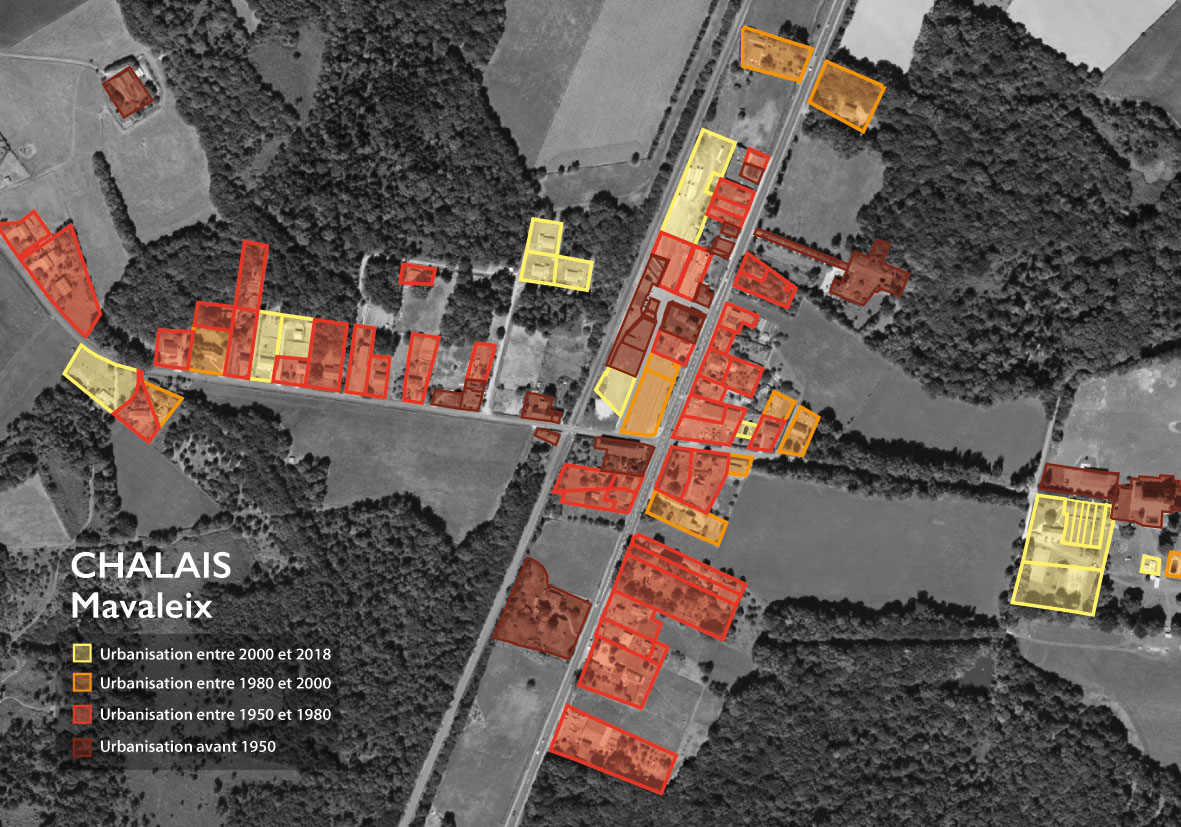 CHALAIS
Mavaleix
Urbanisation entre 2000 et 2018
Urbanisation entre 1980 et 2000
Urbanisation entre 1950 et 1980
Urbanisation avant 1950